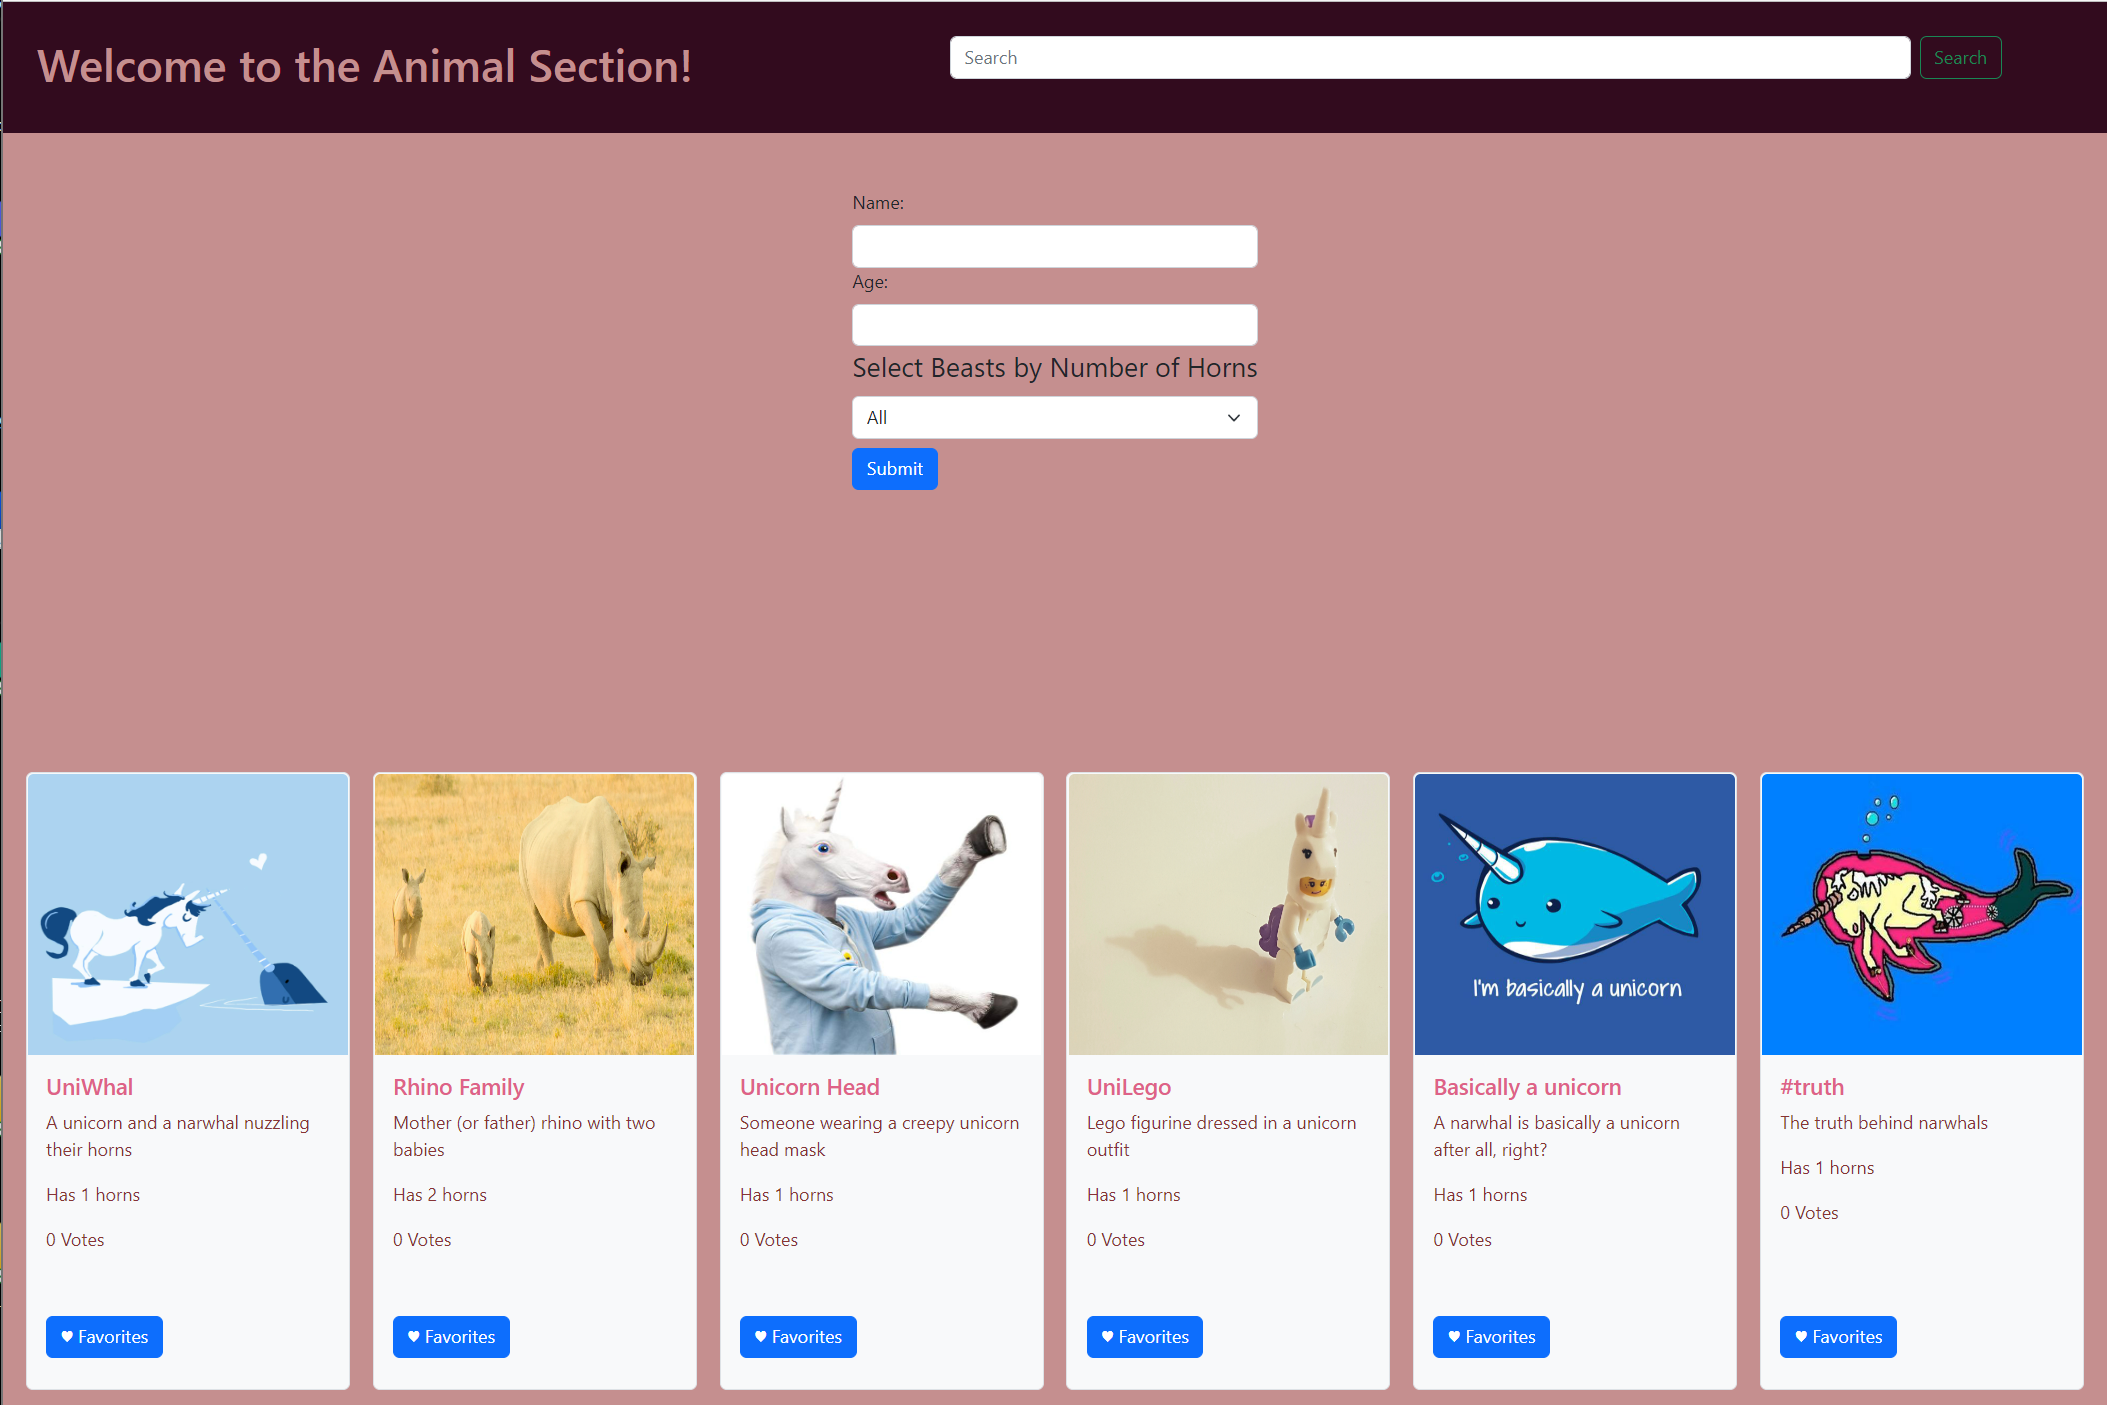 Welcome to the Animal Section!
Search
Search
Name:
Age:
Select Beasts by Number of Horns
All
Submit
UniWhal
A unicorn and a narwhal nuzzling
their horns
Has 1 horns
0 Votes
♥ Favorites
Rhino Family
Mother (or father) rhino with two
babies
Has 2 horns
0 Votes
♥ Favorites
Unicorn Head
Someone wearing a creepy unicorn
head mask
Has 1 horns
0 Votes
♥ Favorites
UniLego
Lego figurine dressed in a unicorn
outfit
Has 1 horns
0 Votes
♥ Favorites
I'm basically a unicorn
Basically a unicorn
A narwhal is basically a unicorn
after all, right?
Has 1 horns
0 Votes
♥ Favorites
#truth
The truth behind narwhals
Has 1 horns
0 Votes
♥ Favorites